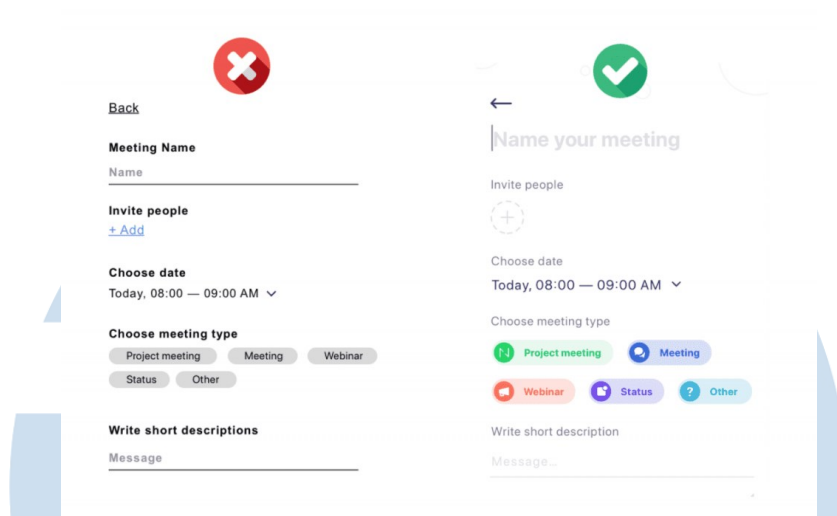 Back
Meeting Name
Name
Invite people
+ Add
Choose date
Today, 08:00 — 09:00 AM
Choose meeting type
Project meeting Meeting Webinar
Status Other
Write short descriptions
Message
Name your meeting
Invite people
+
Choose date
Today, 08:00 — 09:00 AM
Choose meeting type
Project meeting Meeting
Webinar Status ? Other
Write short description
Message...